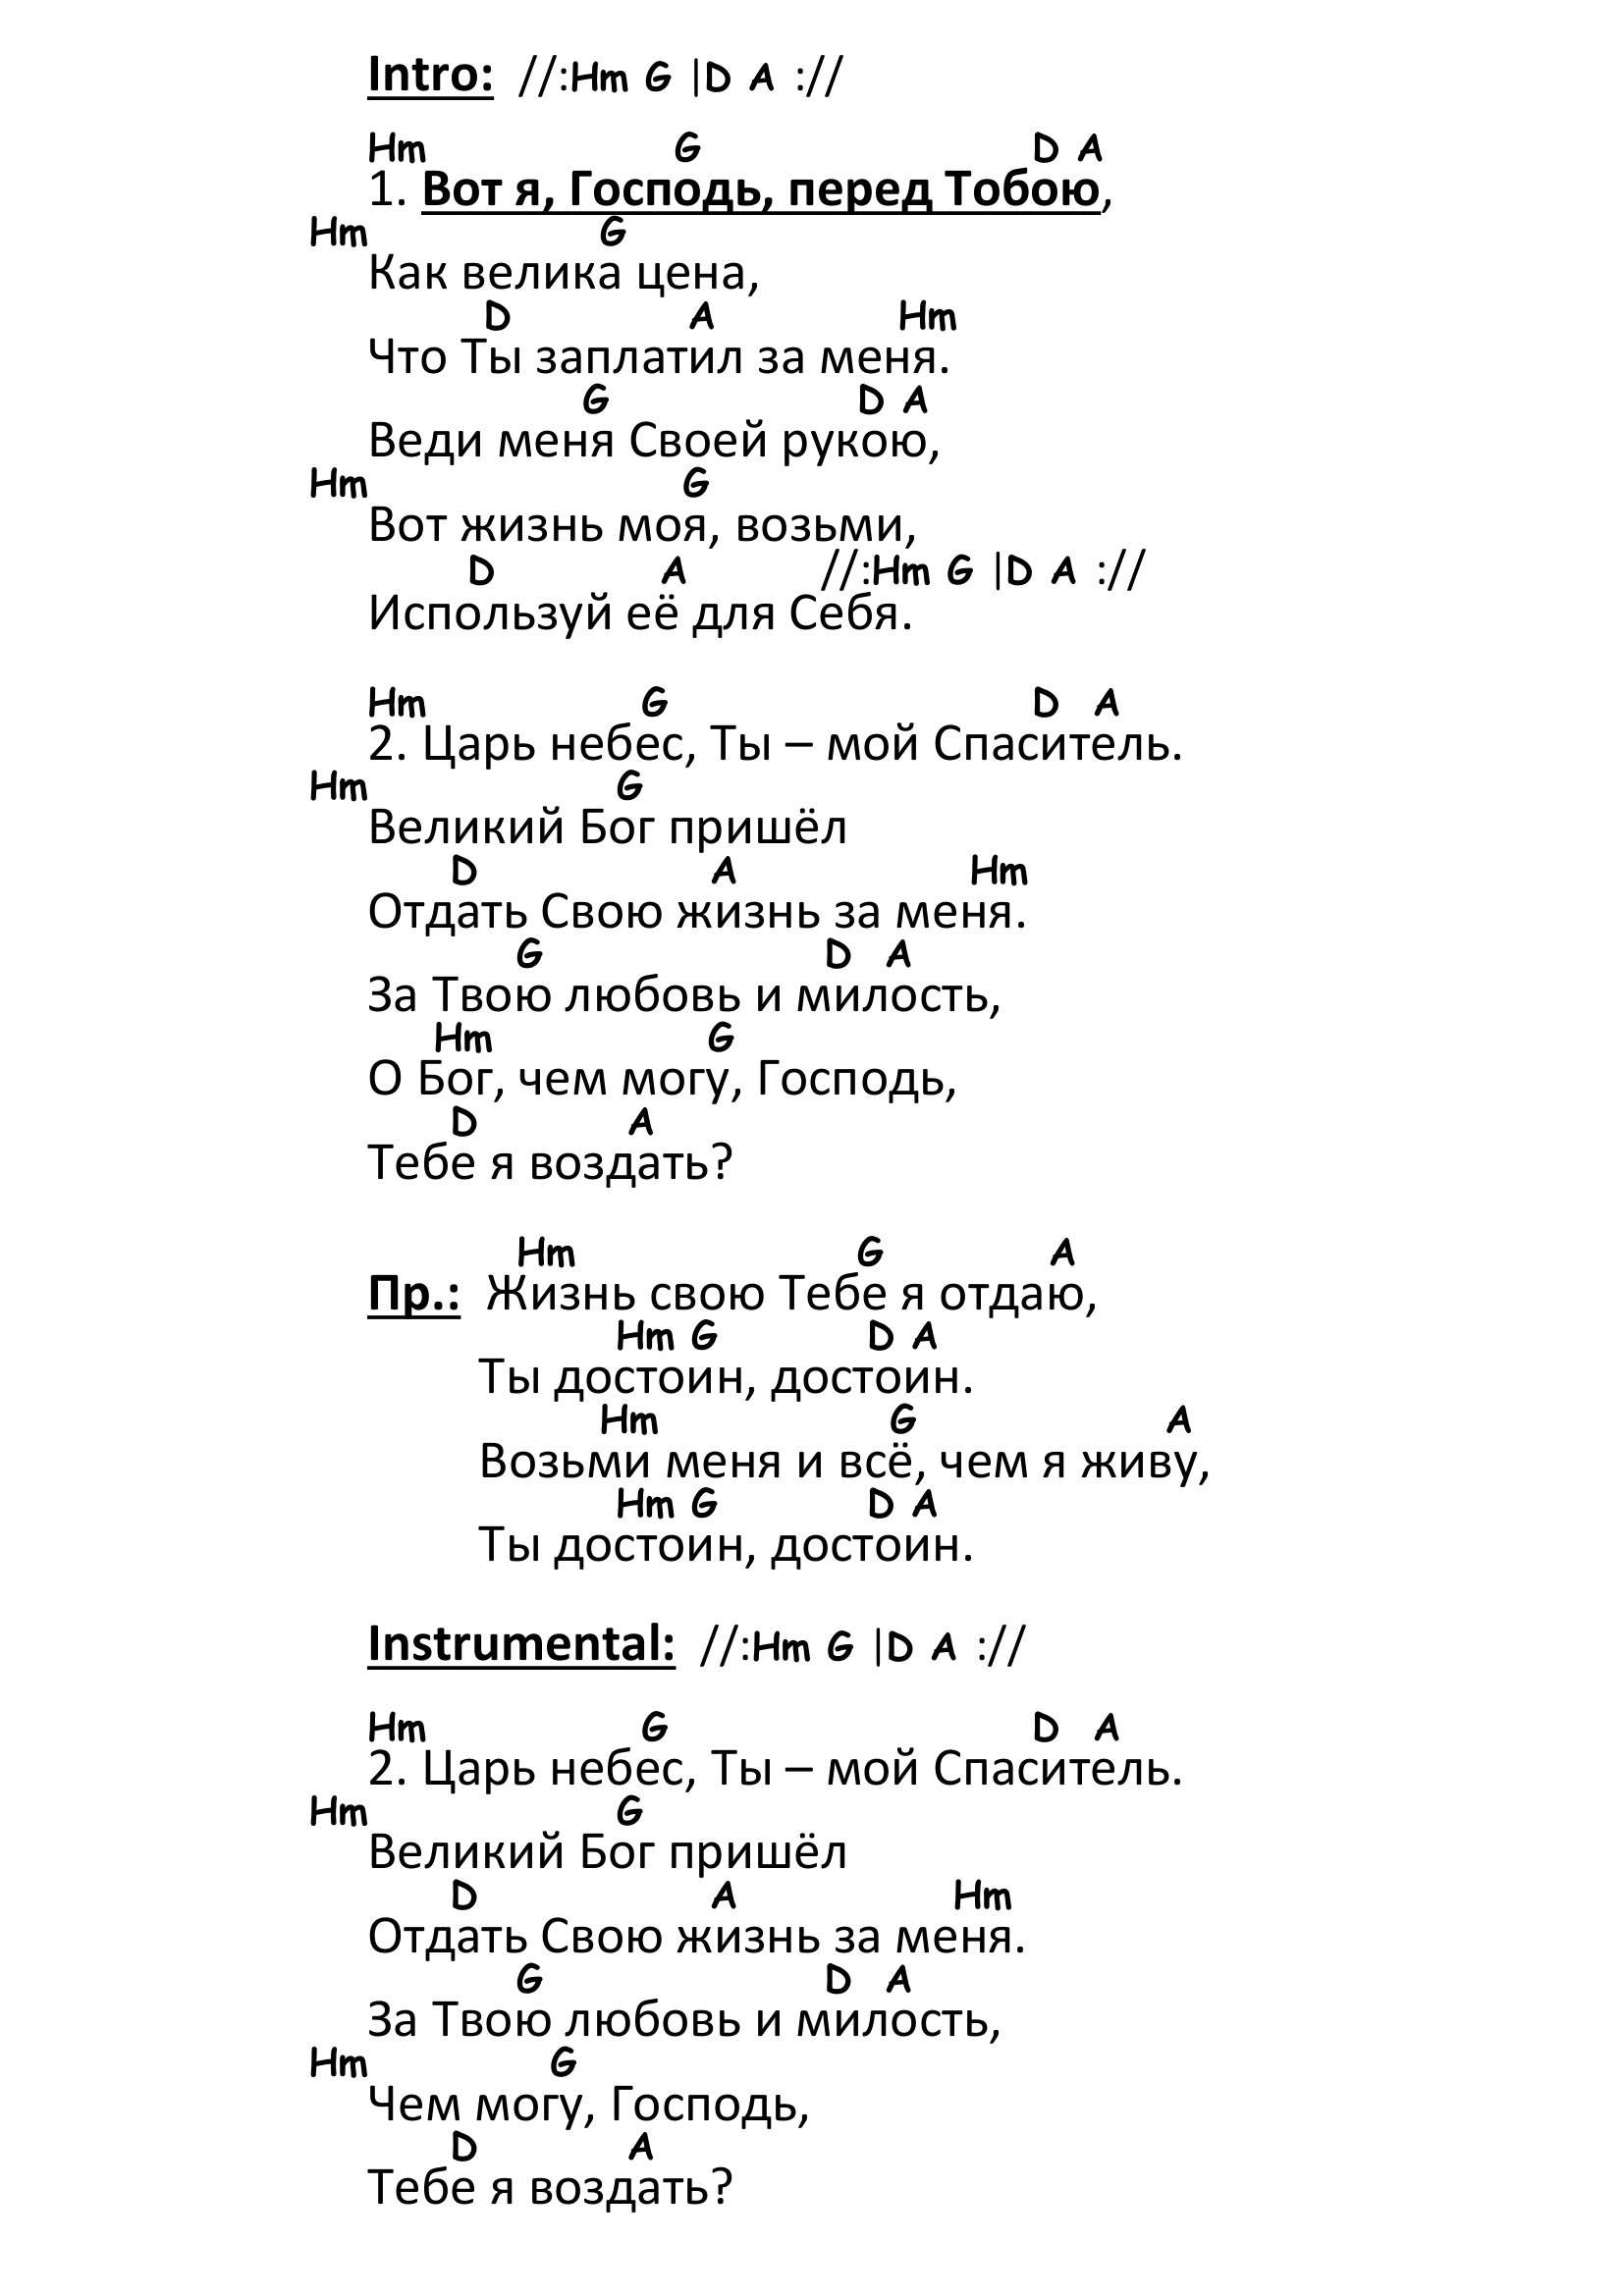 Intro: //:Hm G |D A ://
Hm G D A
1. Вот я, Господь, перед Тобою,
Hm G
Как велика цена,
D A Hm
Что Ты заплатил за меня.
G D A
Веди меня Своей рукою,
Hm G
Вот жизнь моя, возьми,
D A //:Hm G |D A ://
Используй её для Себя.
Hm G D A
2. Царь небес, Ты – мой Спаситель.
Hm G
Великий Бог пришёл
D A Hm
Отдать Свою жизнь за меня.
G D A
За Твою любовь и милость,
Hm G
О Бог, чем могу, Господь,
D A
Тебе я воздать?
Hm G A
Пр.: Жизнь свою Тебе я отдаю,
Hm G D A
Ты достоин, достоин.
Hm G A
Возьми меня и всё, чем я живу,
Hm G D A
Ты достоин, достоин.
Instrumental: //:Hm G |D A ://
Hm G D A
2. Царь небес, Ты – мой Спаситель.
Hm G
Великий Бог пришёл
D A Hm
Отдать Свою жизнь за меня.
G D A
За Твою любовь и милость,
Hm G
Чем могу, Господь,
D A
Тебе я воздать?